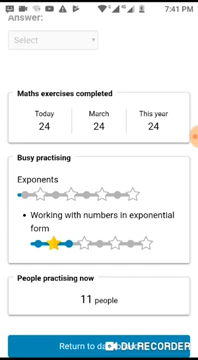 7:41 PM
Answer:
Select
Maths exercises completed
Today March This year
24 24 24
Busy practising
Exponents
• Working with numbers in exponential
form
People practising now
11 people
Return to da
DU RECORDER